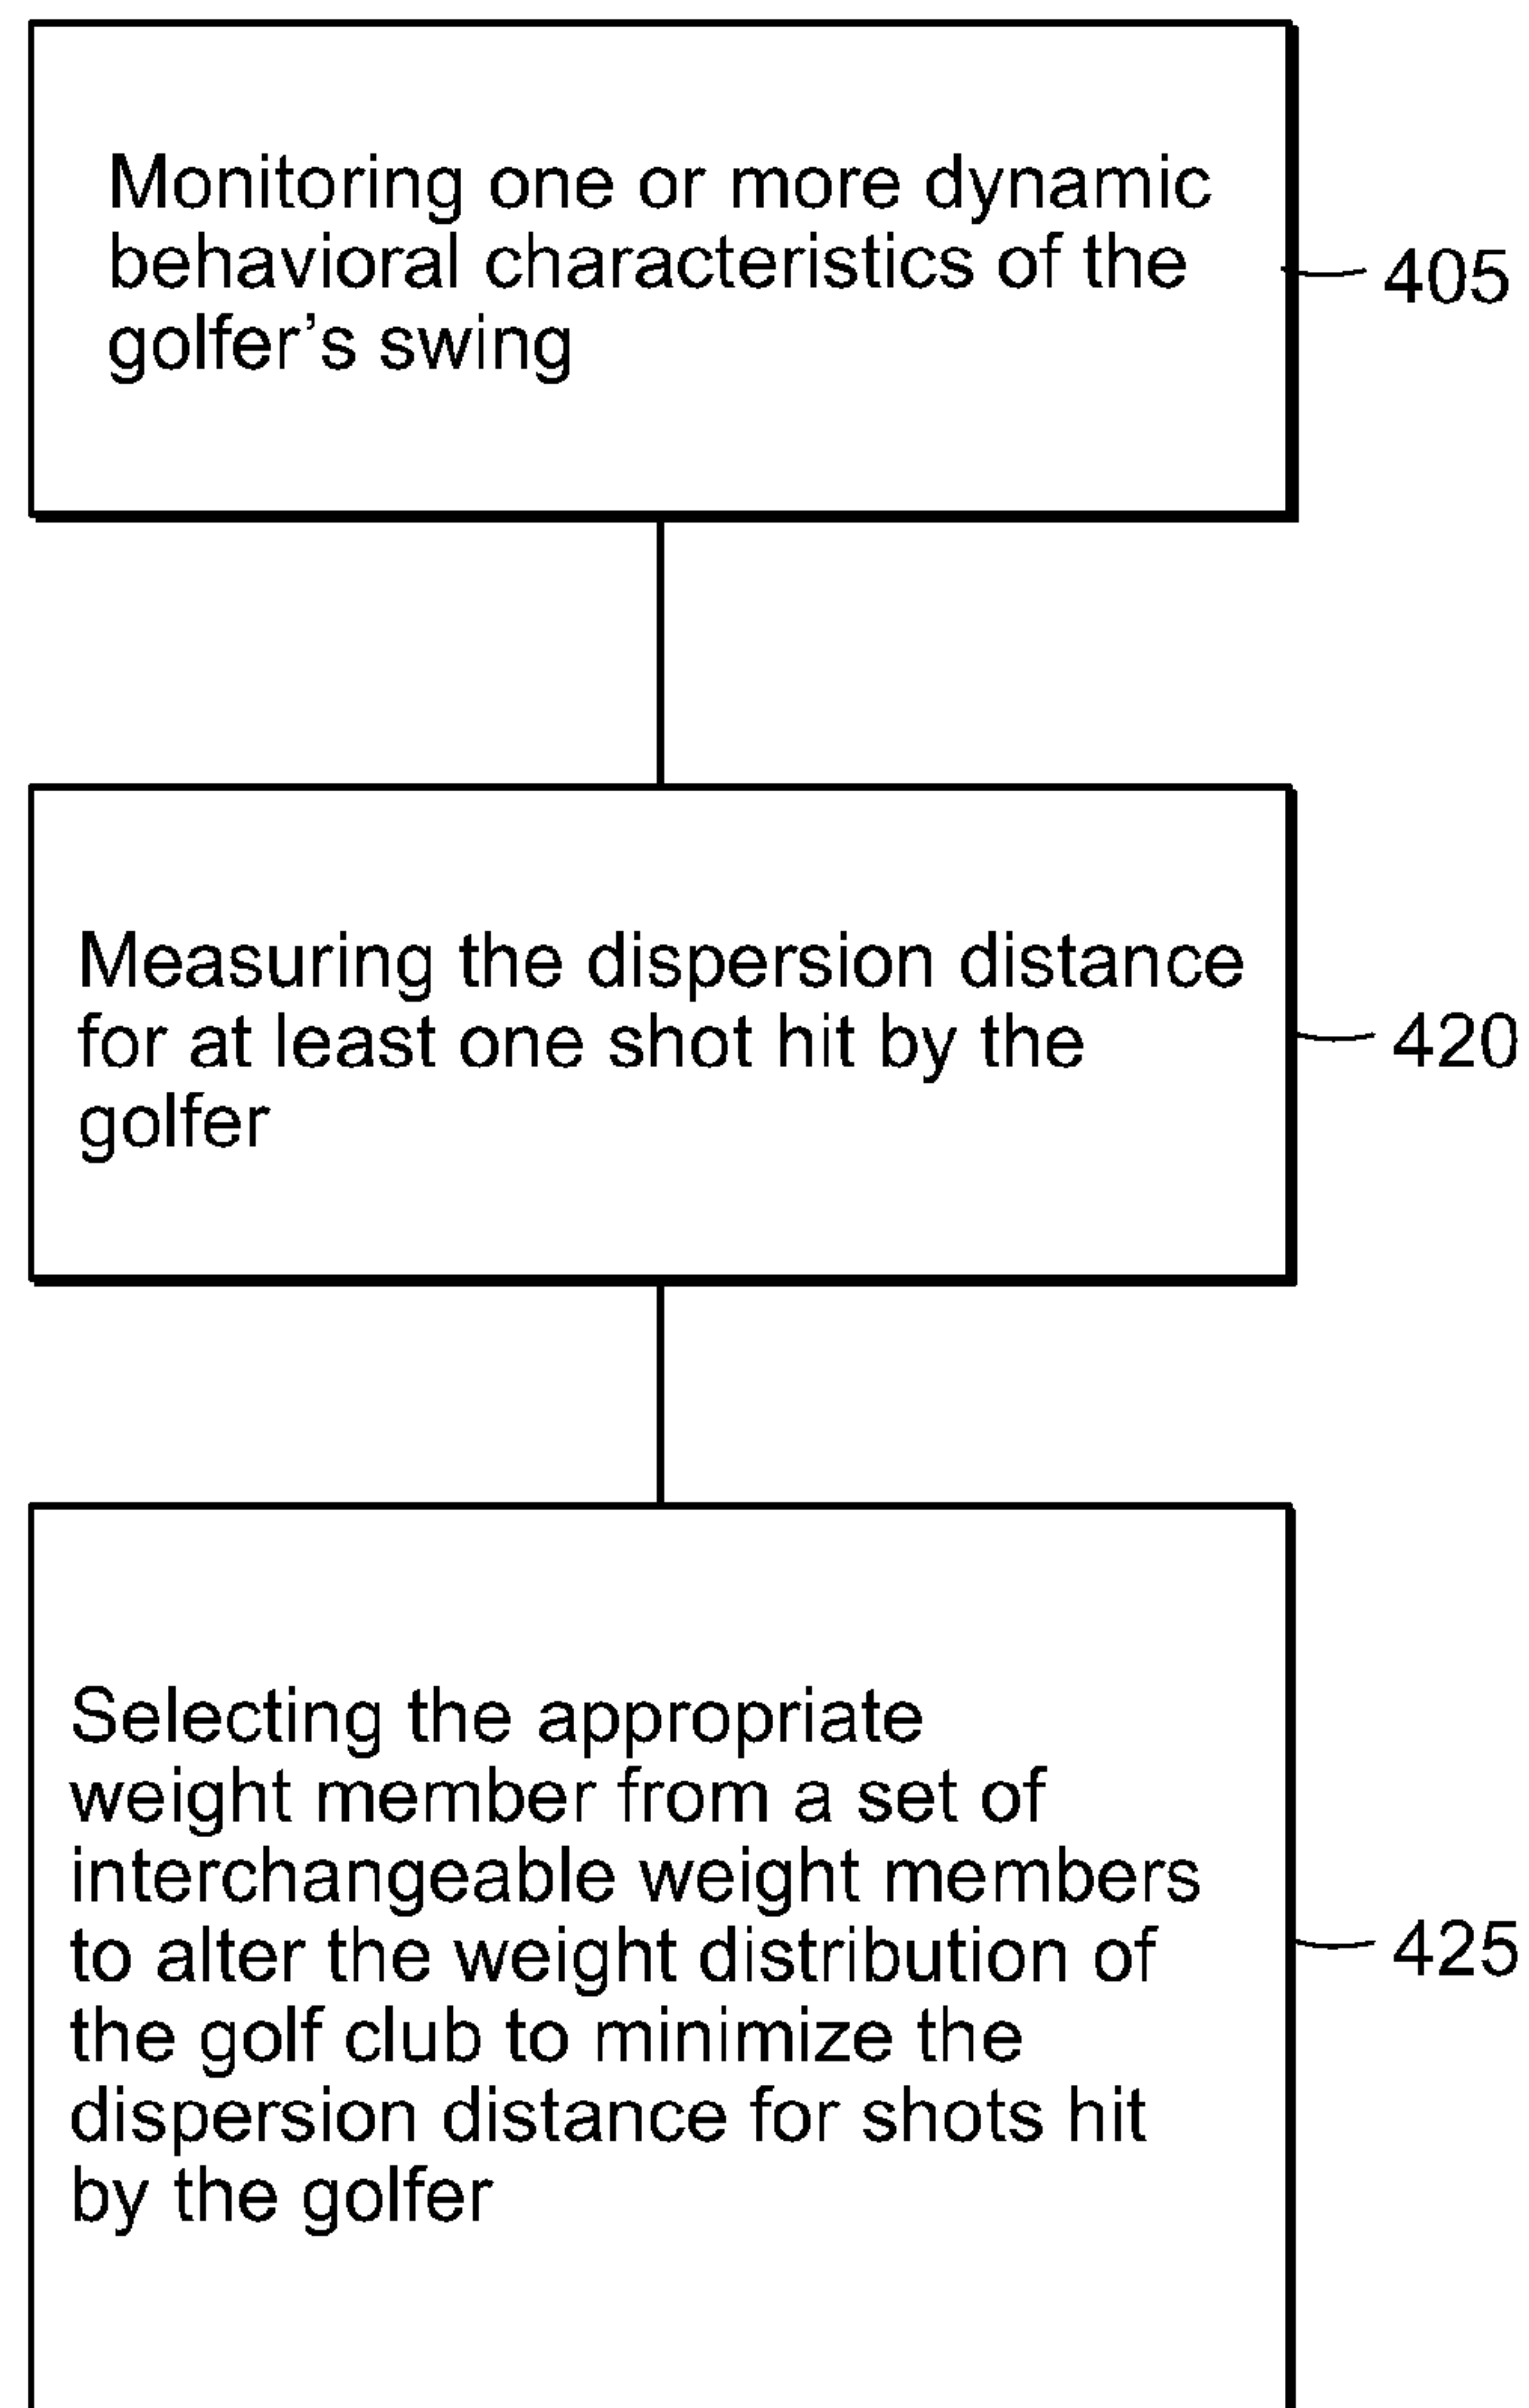 Monitoring one or more dynamic
behavioral characteristics of the
golfer’s swing
405
Measuring the dispersion distance
for at least one shot hit by the
golfer
420
Selecting the appropriate
weight member from a set of
interchangeable weight members
to alter the weight distribution of
the golf club to minimize the
dispersion distance for shots hit
by the golfer
425